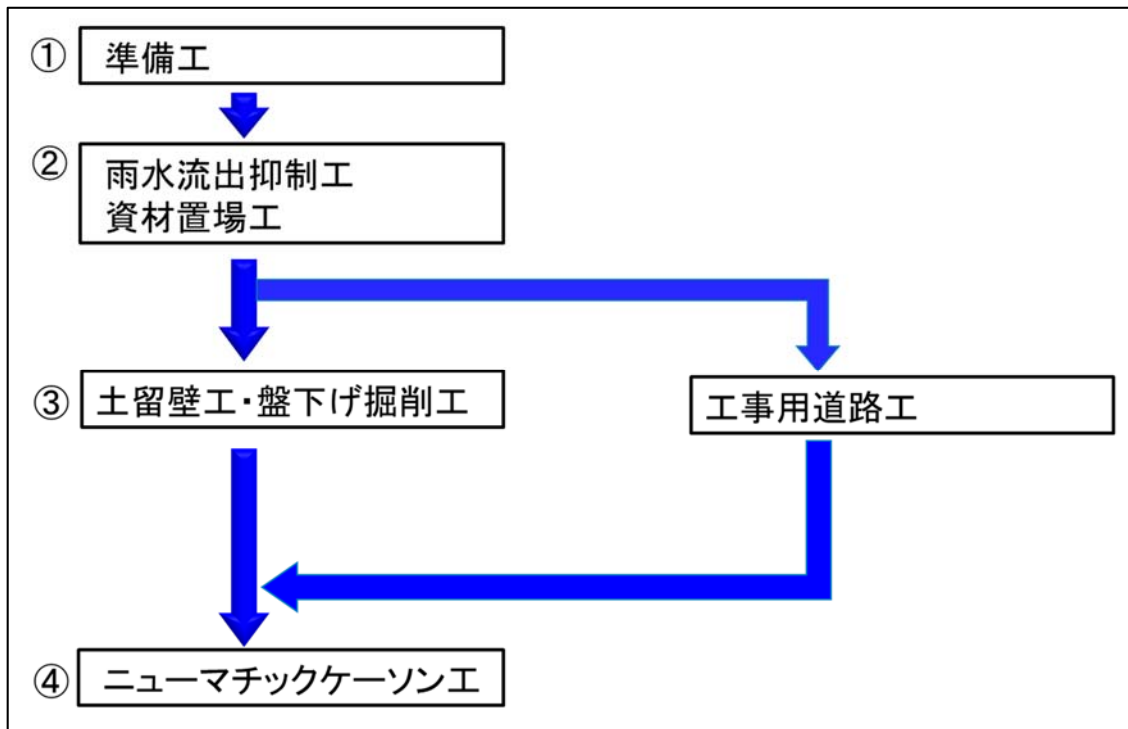 ① 準備工
② 雨水流出抑制工
資材置場工
③ 土留壁工・盤下げ掘削工
工事用道路工
④ ニューマチックケーソン工